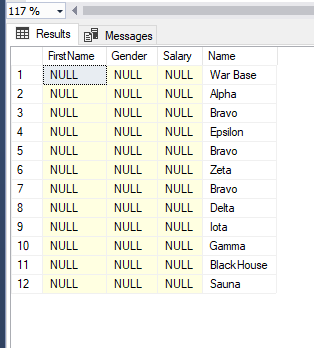 117 %
Results Messages
FirstName Gender Salary Name
1 NULL NULL NULL War Base
2 NULL NULL NULL Alpha
3 NULL NULL NULL Bravo
4 NULL NULL NULL Epsilon
5 NULL NULL NULL Bravo
6 NULL NULL NULL Zeta
7 NULL NULL NULL Bravo
8 NULL NULL NULL Delta
9 NULL NULL NULL Iota
10 NULL NULL NULL Gamma
11 NULL NULL NULL BlackHouse
12 NULL NULL NULL Sauna